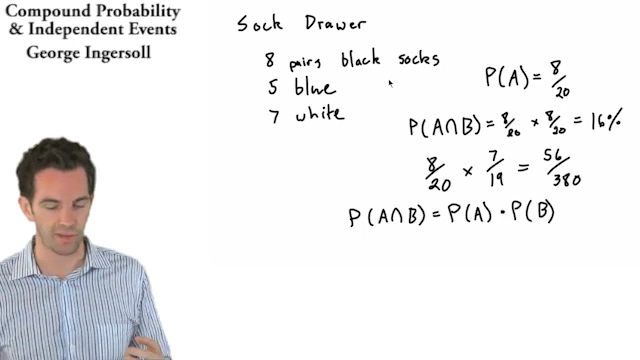 Compound Probability
& Independent Events
George Ingersoll
Sock Drawer
8 pairs black socks
5 blue
7 white
P(A) = 8/20
P(A∩B) = 8/20 × 8/20 = 16%
8/20 × 7/19 = 56/380
P(A∩B) = P(A) · P(B)